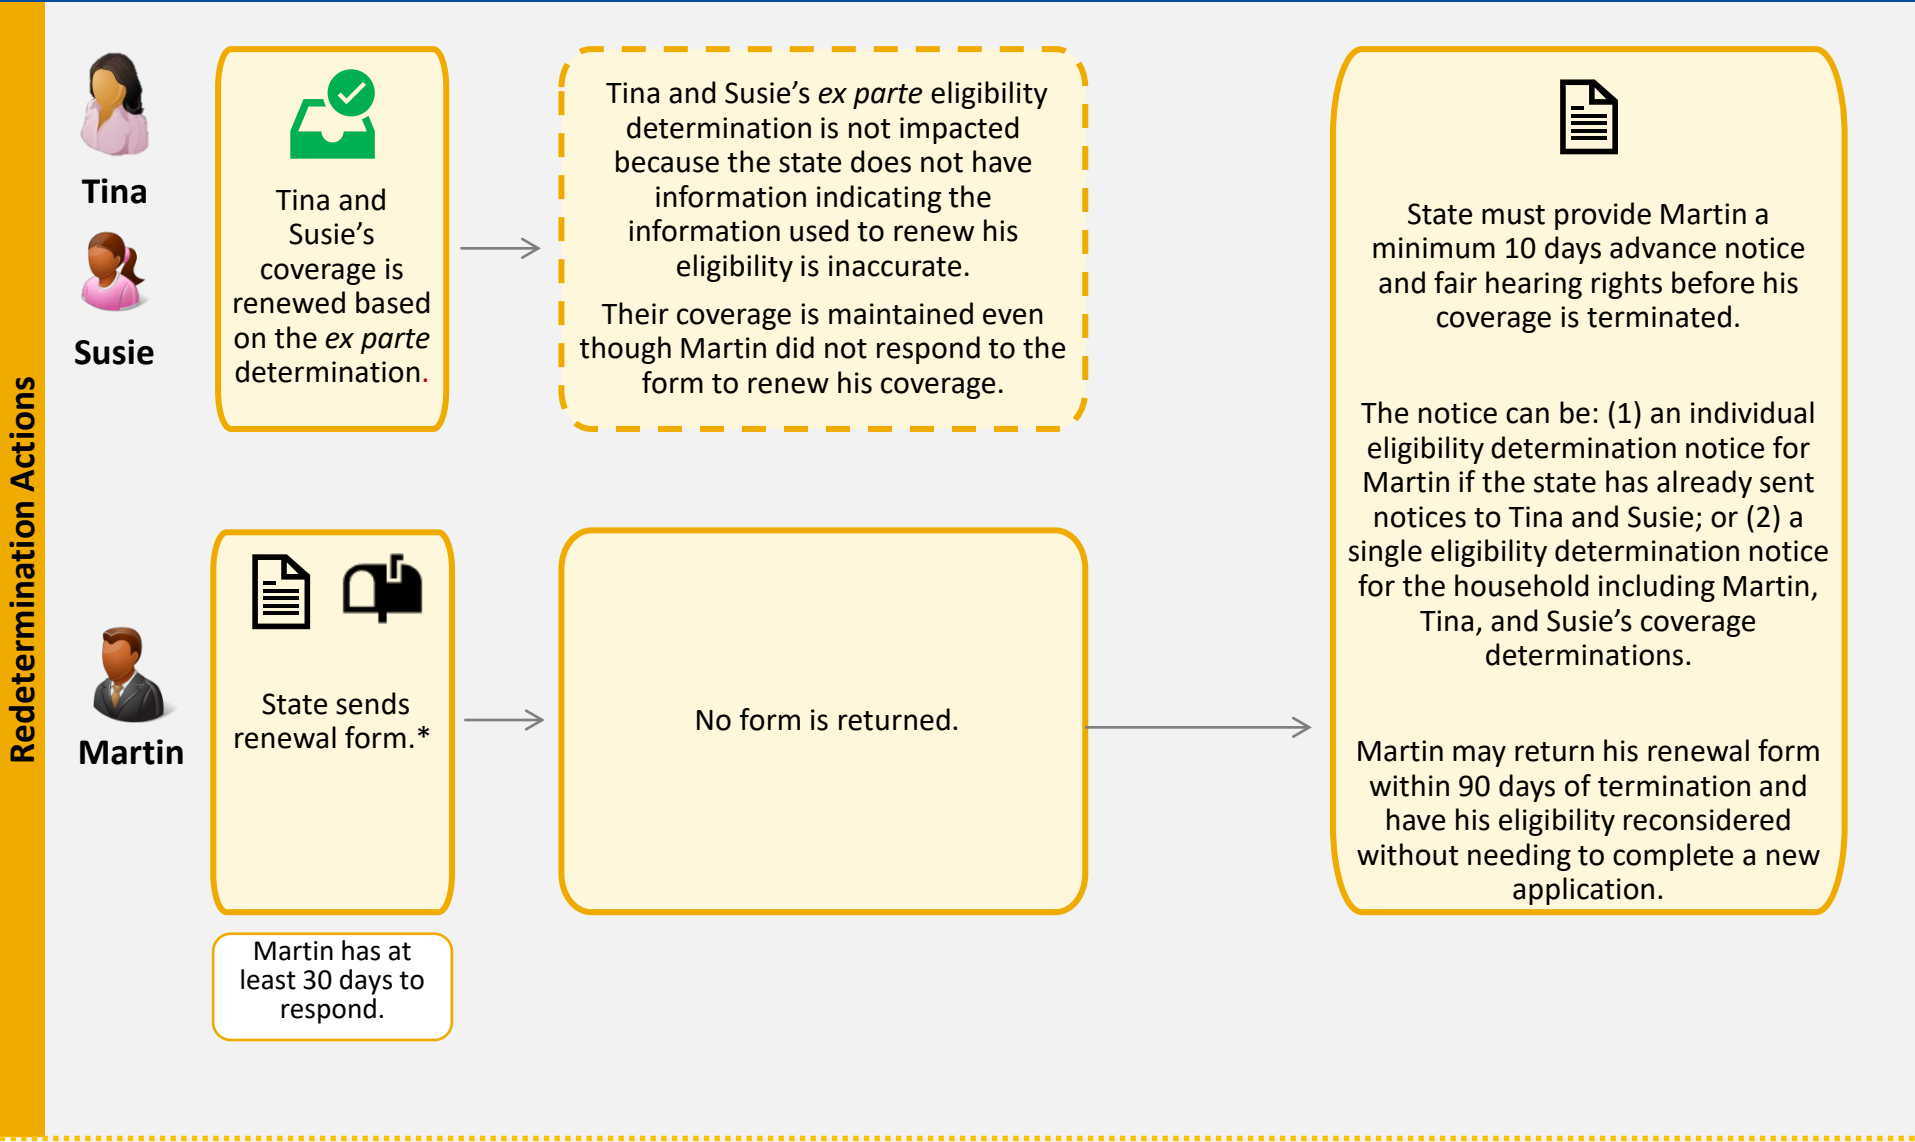 Redetermination Actions
Tina
Susie
Tina and
Susie's
coverage is
renewed based
on the ex parte
determination.
Tina and Susie's ex parte eligibility
determination is not impacted
because the state does not have
information indicating the
information used to renew his
eligibility is inaccurate.
Their coverage is maintained even
though Martin did not respond to the
form to renew his coverage.
Martin
State sends
renewal form.*
Martin has at
least 30 days to
respond.
No form is returned.
State must provide Martin a
minimum 10 days advance notice
and fair hearing rights before his
coverage is terminated.
The notice can be: (1) an individual
eligibility determination notice for
Martin if the state has already sent
notices to Tina and Susie; or (2) a
single eligibility determination notice
for the household including Martin,
Tina, and Susie's coverage
determinations.
Martin may return his renewal form
within 90 days of termination and
have his eligibility reconsidered
without needing to complete a new
application.